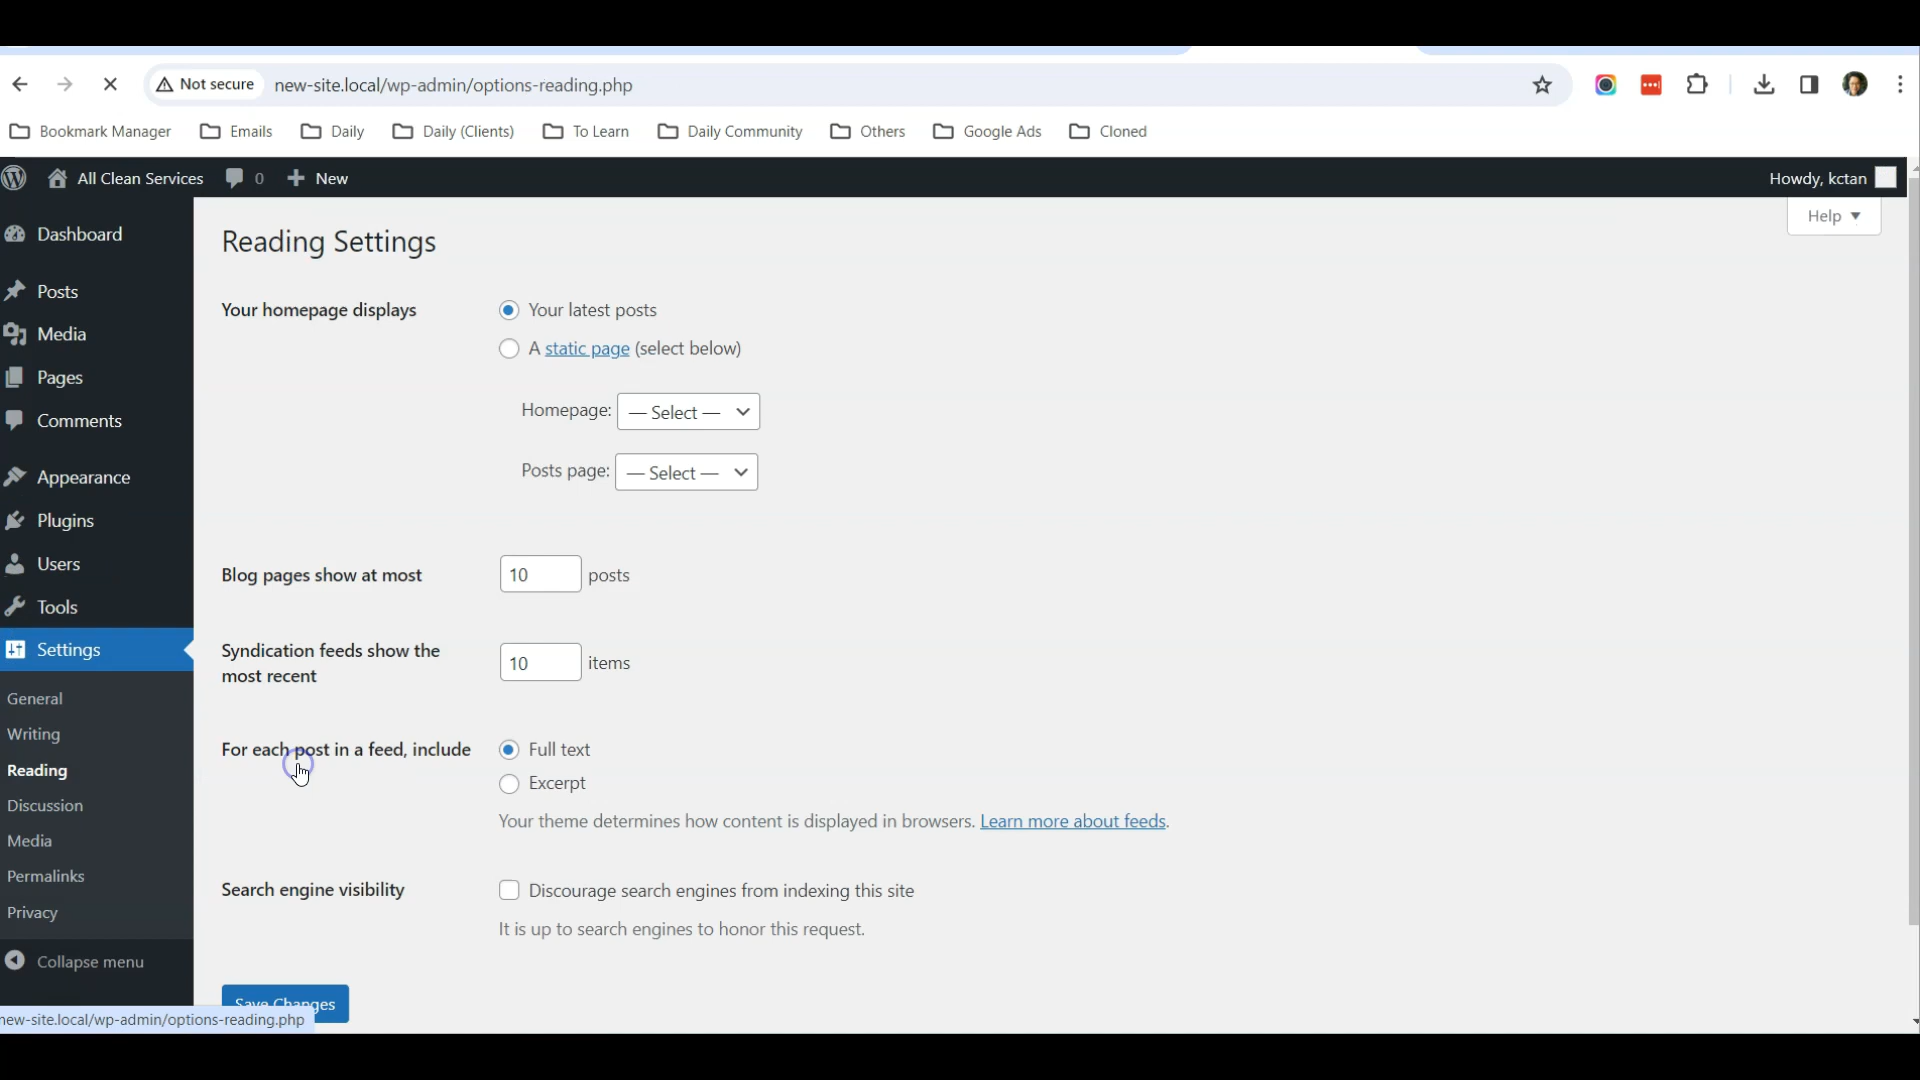 Not secure new-site.local/wp-admin/options-reading.php
Bookmark Manager Emails Daily Daily (Clients) To Learn Daily Community Others Google Ads Cloned
All Clean Services 0 New Howdy, kctan
Help
Dashboard
Posts
Media
Pages
Comments
Appearance
Plugins
Users
Tools
Settings
General
Writing
Reading
Discussion
Media
Permalinks
Privacy
Collapse menu
Reading Settings
Your homepage displays Your latest posts
A static page (select below)
Homepage: — Select —
Posts page: — Select —
Blog pages show at most 10 posts
Syndication feeds show the
most recent
10 items
For each post in a feed, include Full text
Excerpt
Your theme determines how content is displayed in browsers. Learn more about feeds.
Search engine visibility Discourage search engines from indexing this site
It is up to search engines to honor this request.
Save Changes
new-site.local/wp-admin/options-reading.php